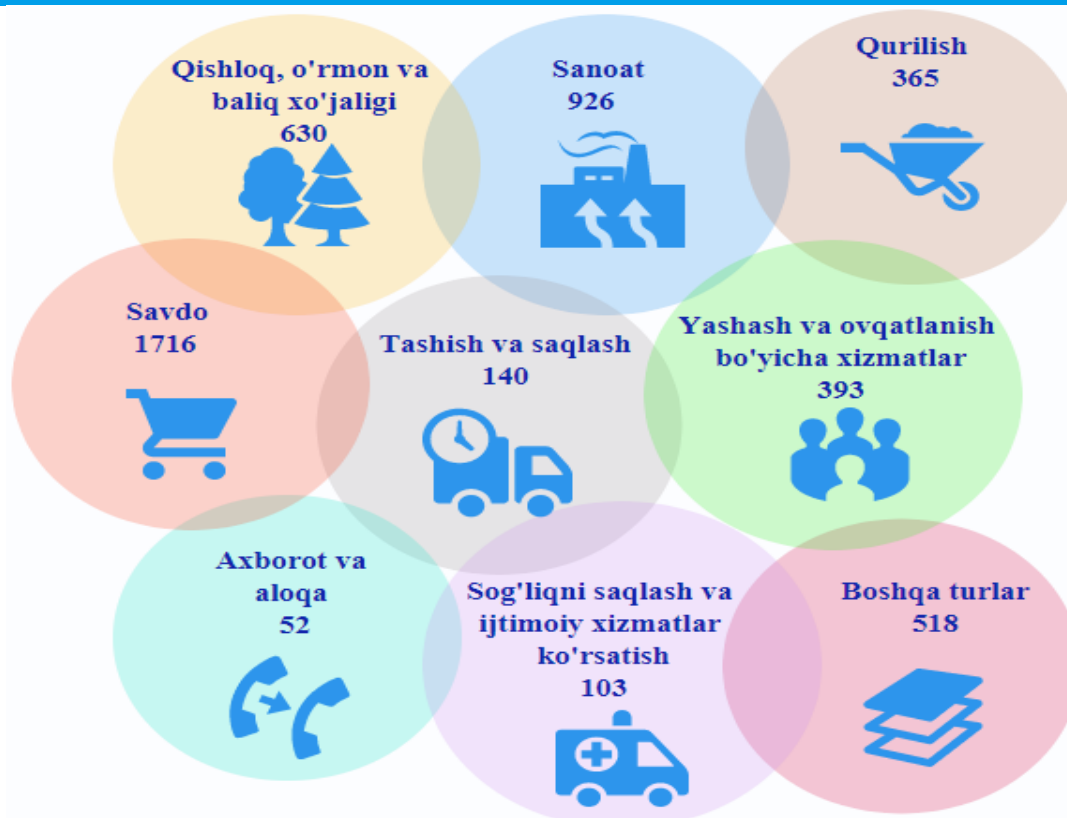 Qishloq, o'rmon va
baliq xo'jaligi
630
Sanoat
926
Qurilish
365
Savdo
1716
Tashish va saqlash
140
Yashash va ovqatlanish
bo'yicha xizmatlar
393
Axborot va
aloqa
52
Sog'liqni saqlash va
ijtimoiy xizmatlar
ko'rsatish
103
Boshqa turlar
518